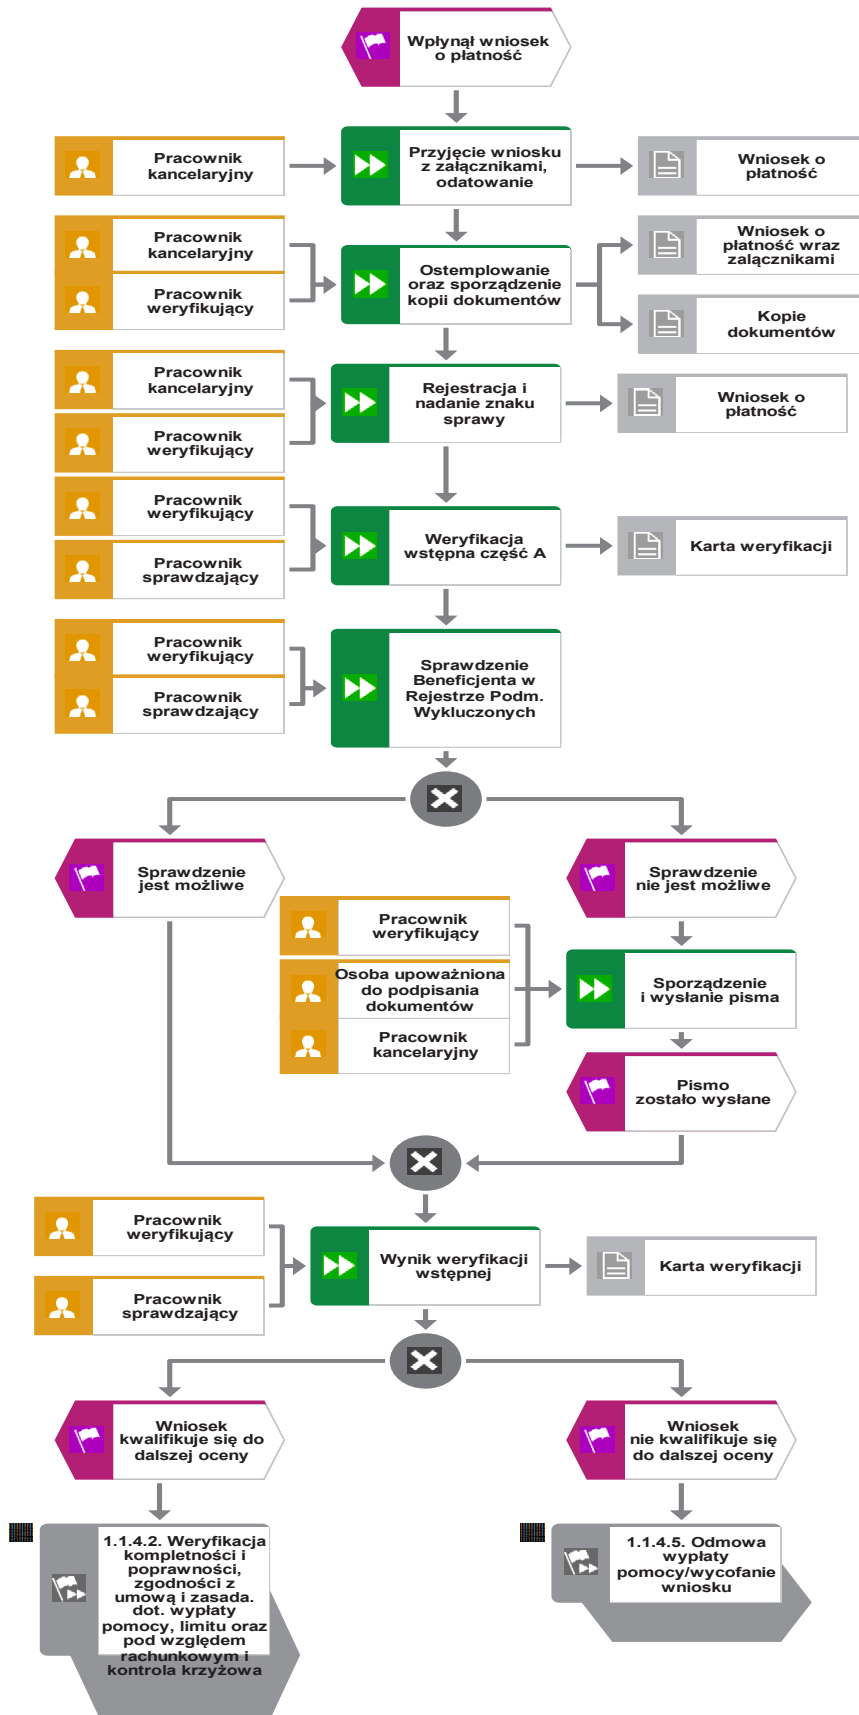 Wpłynął wniosek
o płatność
Pracownik
kancelaryjny
Przyjęcie wniosku
z załącznikami,
odatowanie
Wniosek o
płatność
Pracownik
kancelaryjny
Pracownik
weryfikujący
Ostemplowanie
oraz sporządzenie
kopii dokumentów
Wniosek o
płatność wraz
zalącznikami
Kopie
dokumentów
Pracownik
kancelaryjny
Pracownik
weryfikujący
Rejestracja i
nadanie znaku
sprawy
Wniosek o
płatność
Pracownik
weryfikujący
Pracownik
sprawdzający
Weryfikacja
wstępna część A
Karta weryfikacji
Pracownik
weryfikujący
Pracownik
sprawdzający
Sprawdzenie
Beneficjenta w
Rejestrze Podm.
Wykluczonych
Sprawdzenie
jest możliwe
Sprawdzenie
nie jest możliwe
Pracownik
weryfikujący
Osoba upoważniona
do podpisania
dokumentów
Pracownik
kancelaryjny
Sporządzenie
i wysłanie pisma
Pismo
zostało wysłane
Pracownik
weryfikujący
Pracownik
sprawdzający
Wynik weryfikacji
wstępnej
Karta weryfikacji
Wniosek
kwalifikuje się do
dalszej oceny
Wniosek
nie kwalifikuje się
do dalszej oceny
1.1.4.2. Weryfikacja
kompletności i
poprawności,
zgodności z
umową i zasada.
dot. wypłaty
pomocy, limitu oraz
pod względem
rachunkowym i
kontrola krzyżowa
1.1.4.5. Odmowa
wypłaty
pomocy/wycofanie
wniosku